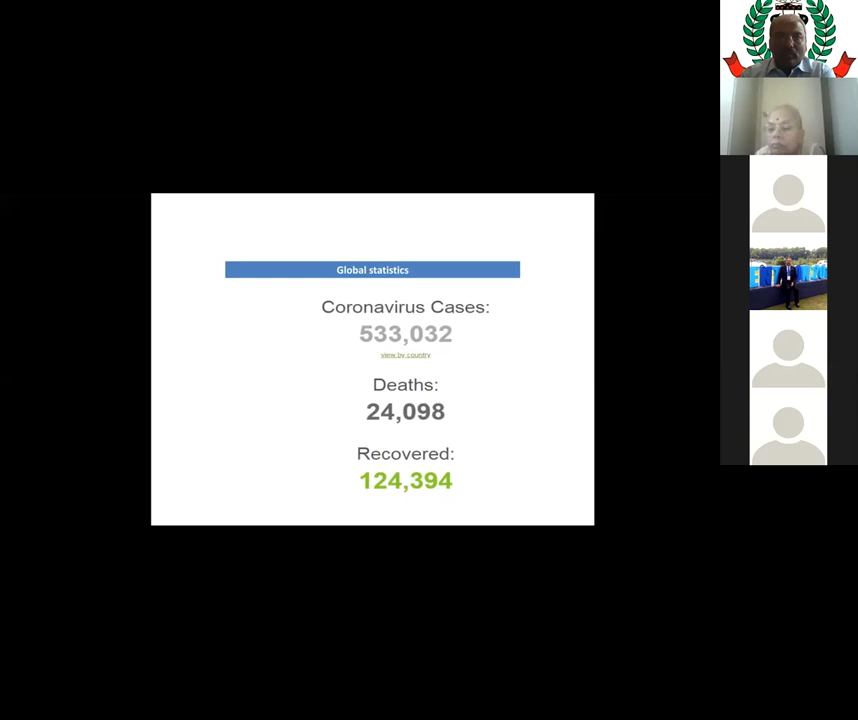 Global statistics
Coronavirus Cases:
533,032
view by country
Deaths:
24,098
Recovered:
124,394